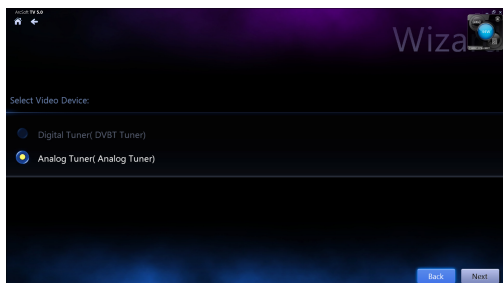 ArcSoft TV 5.0
Wiza
Select Video Device:
Digital Tuner( DVBT Tuner)
Analog Tuner( Analog Tuner)
Back Next